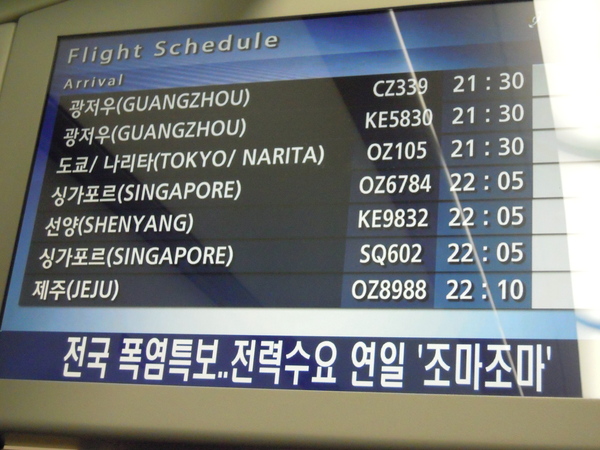 Flight Schedule
Arrival
광저우(GUANGZHOU) CZ339 21:30
광저우(GUANGZHOU) KE5830 21:30
도쿄/ 나리타(TOKYO/ NARITA) OZ105 21:30
싱가포르(SINGAPORE) OZ6784 22:05
선양(SHENYANG) KE9832 22:05
싱가포르(SINGAPORE) SQ602 22:05
제주(JEJU) OZ8988 22:10
전국 폭염특보..전력수요 연일 '조마조마'